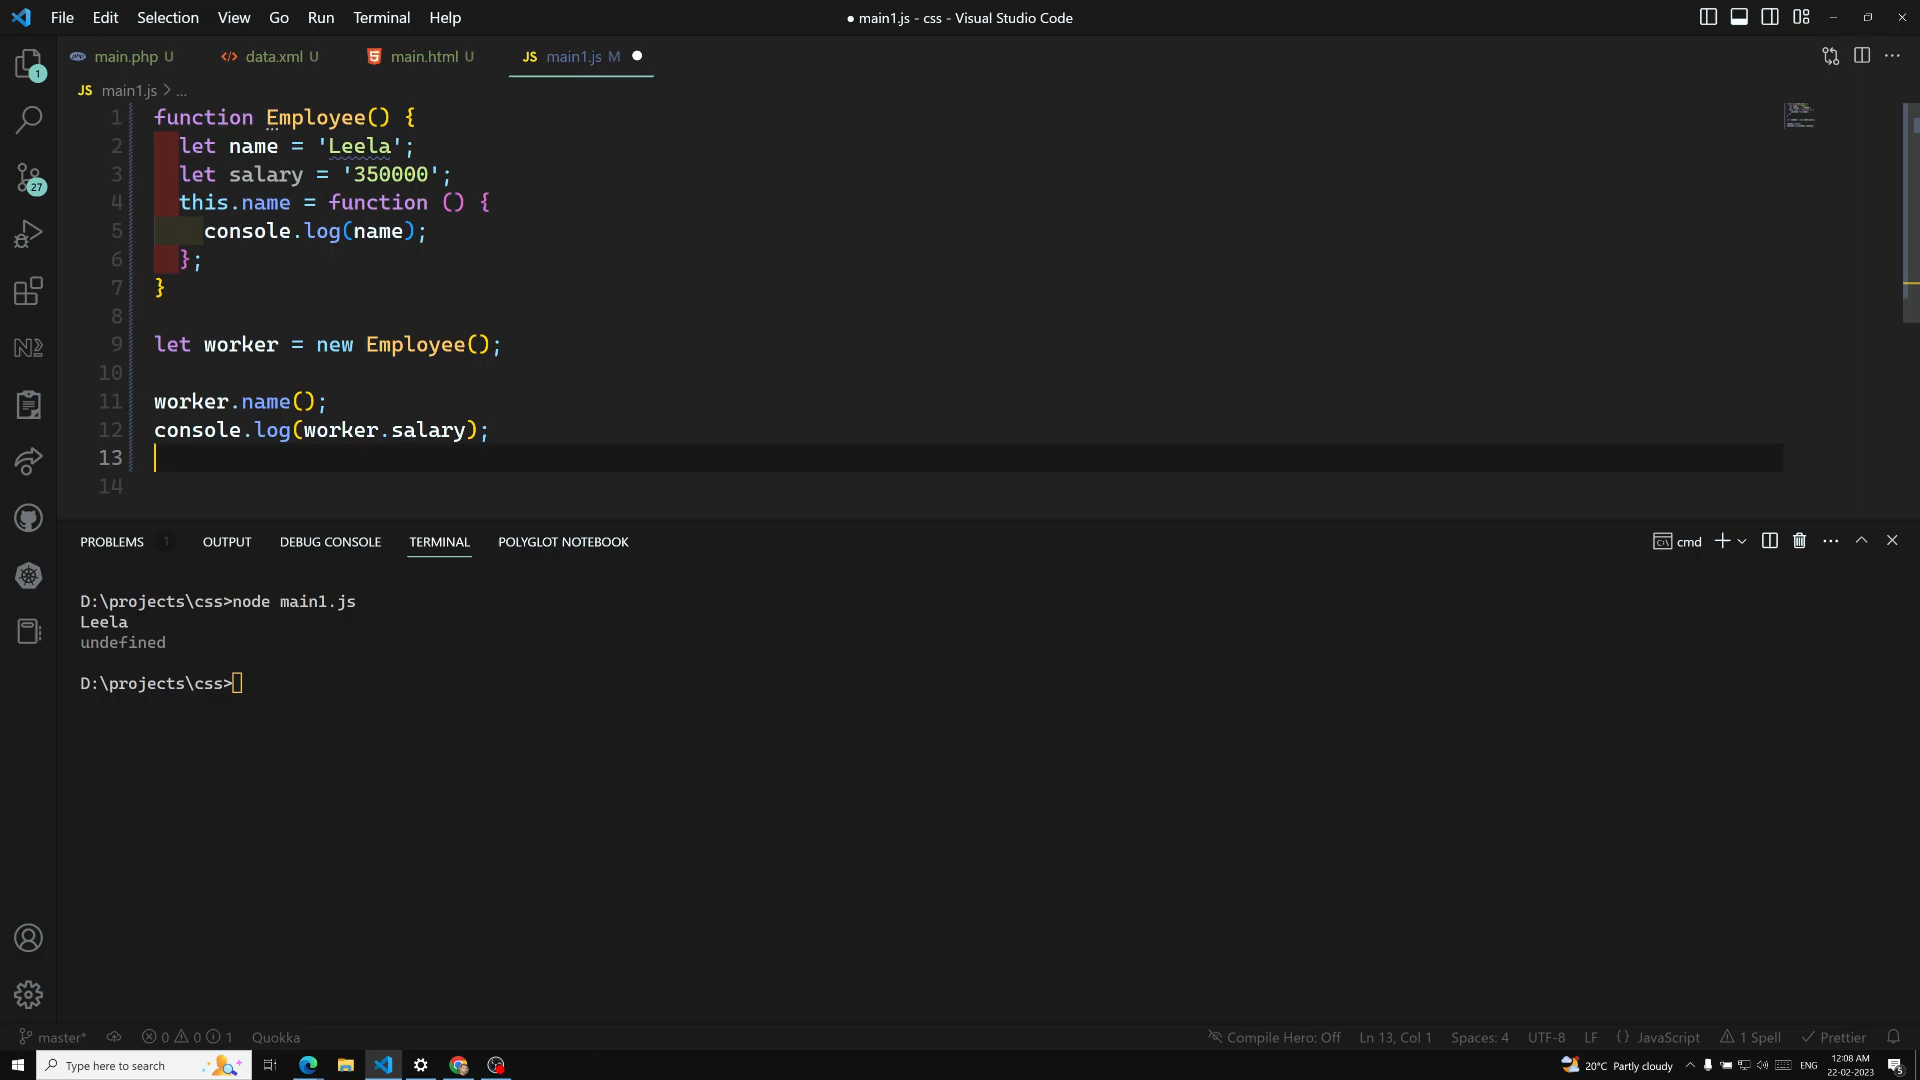 File Edit Selection View Go Run Terminal Help
● main1.js - css - Visual Studio Code
main.php U
data.xml U
main.html U
JS main1.js M
JS main1.js > ...
1 function Employee() {
2 let name = 'Leela';
3 let salary = '350000';
4 this.name = function () {
5 console.log(name);
6 };
7 }
8
9 let worker = new Employee();
10
11 worker.name();
12 console.log(worker.salary);
13
14
1
27
PROBLEMS 1 OUTPUT DEBUG CONSOLE TERMINAL POLYGLOT NOTEBOOK
cmd
D:\projects\css>node main1.js
Leela
undefined
D:\projects\css>
master* 0 0 1 Quokka
Compile Hero: Off Ln 13, Col 1 Spaces: 4 UTF-8 LF {} JavaScript 1 Spell Prettier
Type here to search
20°C Partly cloudy
ENG
12:08 AM
22-02-2023
5